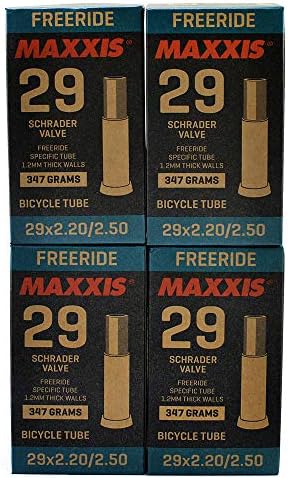 FREERIDE
MAXXIS®
29
SCHRADER
VALVE
FREERIDE
SPECIFIC TUBE
1.2MM THICK WALLS
347 GRAMS
BICYCLE TUBE
29x2.20/2.50
FREERIDE
MAXXIS®
29
SCHRADER
VALVE
FREERIDE
SPECIFIC TUBE
1.2MM THICK WALLS
347 GRAMS
BICYCLE TUBE
29x2.20/2.50
FREERIDE
MAXXIS®
29
SCHRADER
VALVE
FREERIDE
SPECIFIC TUBE
1.2MM THICK WALLS
347 GRAMS
BICYCLE TUBE
29x2.20/2.50
FREERIDE
MAXXIS®
29
SCHRADER
VALVE
FREERIDE
SPECIFIC TUBE
1.2MM THICK WALLS
347 GRAMS
BICYCLE TUBE
29x2.20/2.50